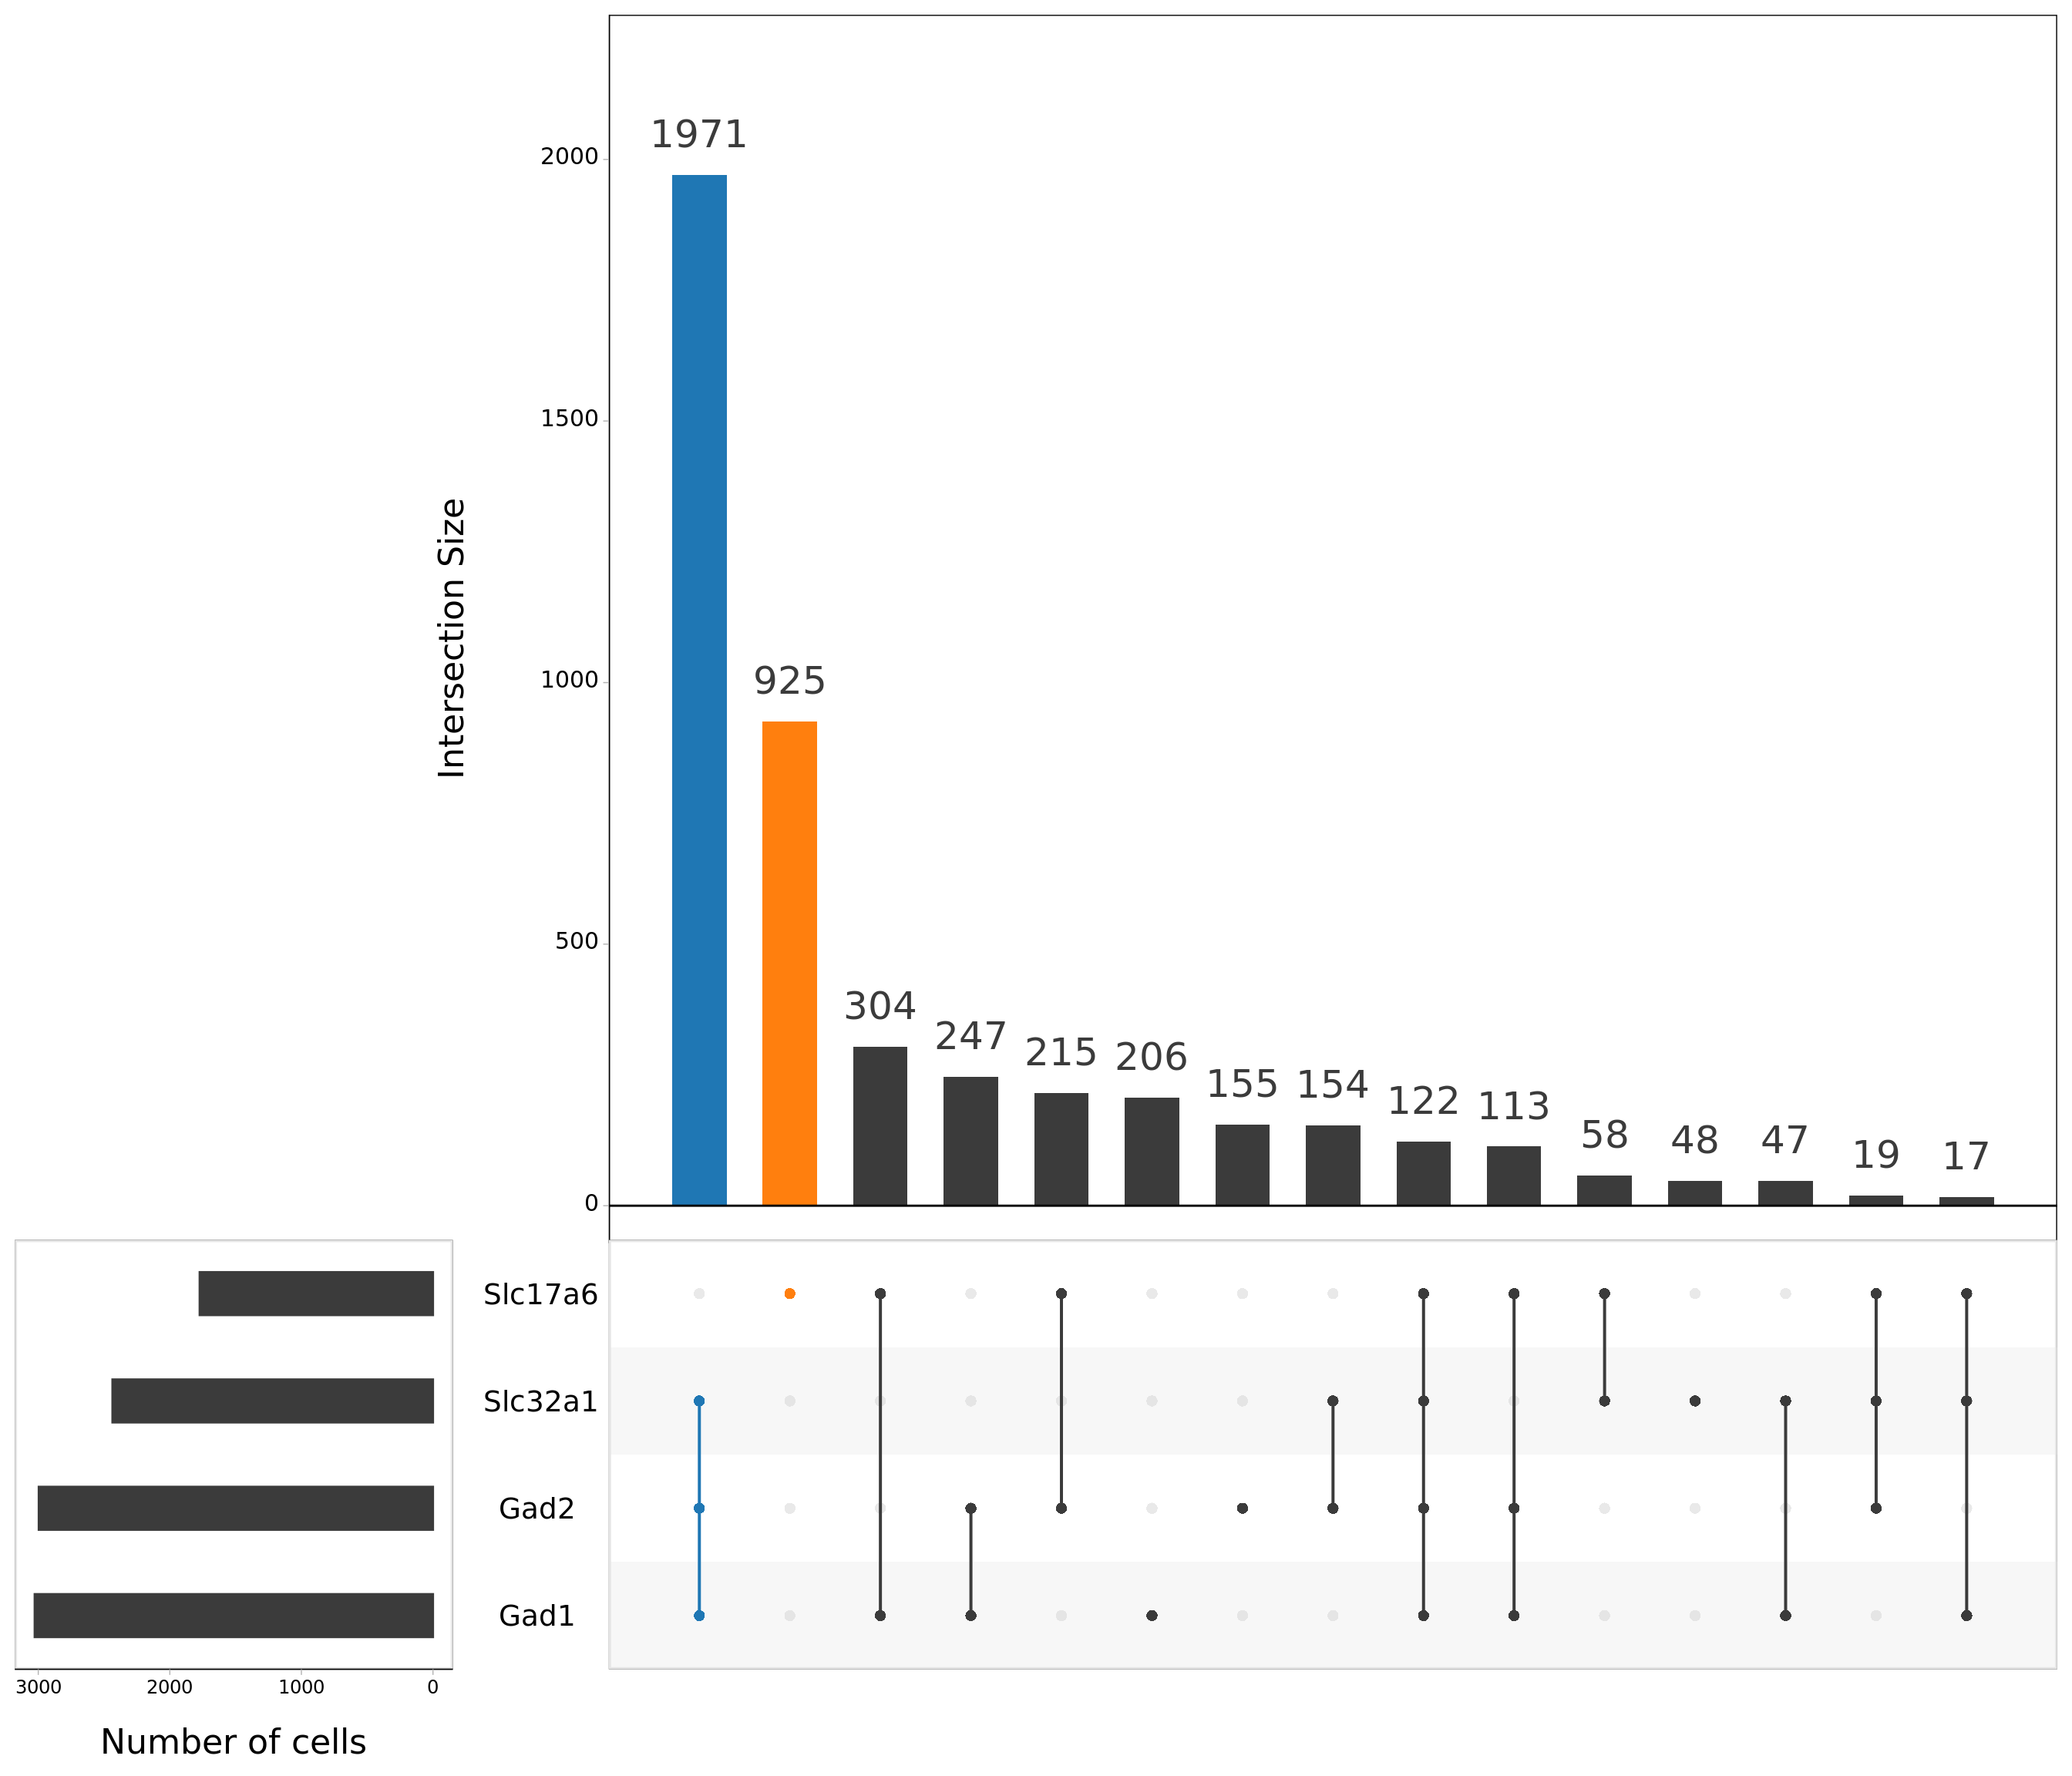 Intersection Size
2000
1500
1000
500
0
1971
925
304
247
215
206
155
154
122
113
58
48
47
19
17
Slc17a6
Slc32a1
Gad2
Gad1
3000 2000 1000 0
Number of cells